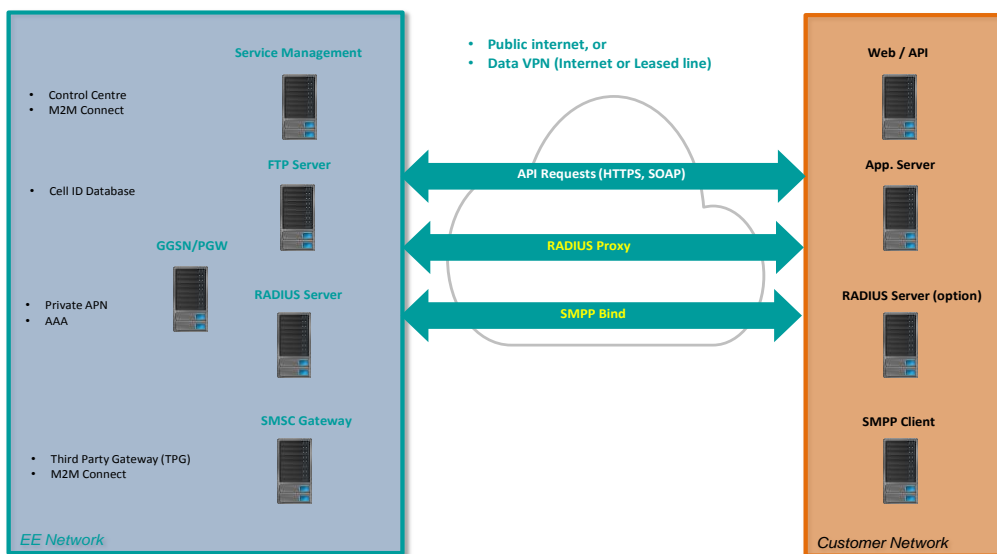 Service Management
• Control Centre
• M2M Connect
FTP Server
• Cell ID Database
GGSN/PGW
• Private APN
• AAA
RADIUS Server
SMSC Gateway
• Third Party Gateway (TPG)
• M2M Connect
EE Network
• Public internet, or
• Data VPN (Internet or Leased line)
API Requests (HTTPS, SOAP)
RADIUS Proxy
SMPP Bind
Web / API
App. Server
RADIUS Server (option)
SMPP Client
Customer Network